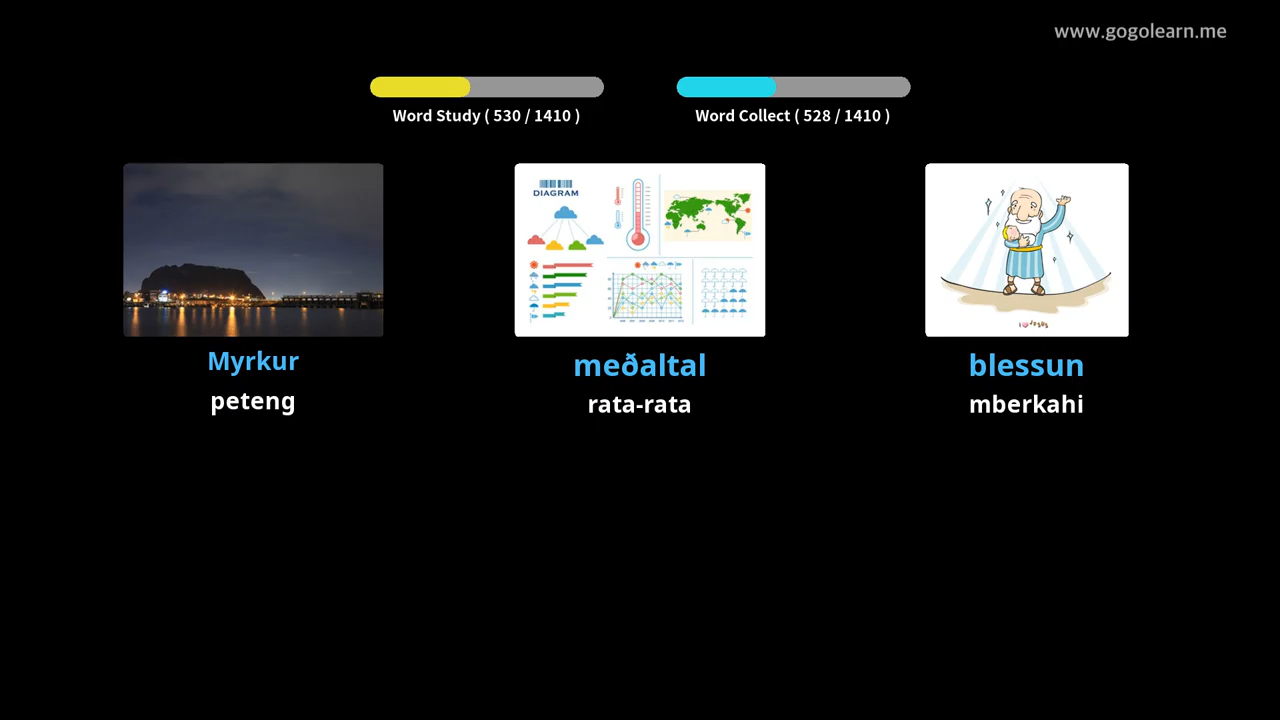 www.gogolearn.me
Word Study ( 530 / 1410 )
Word Collect ( 528 / 1410 )
DIAGRAM
Myrkur
meðaltal
blessun
peteng
rata-rata
mberkahi